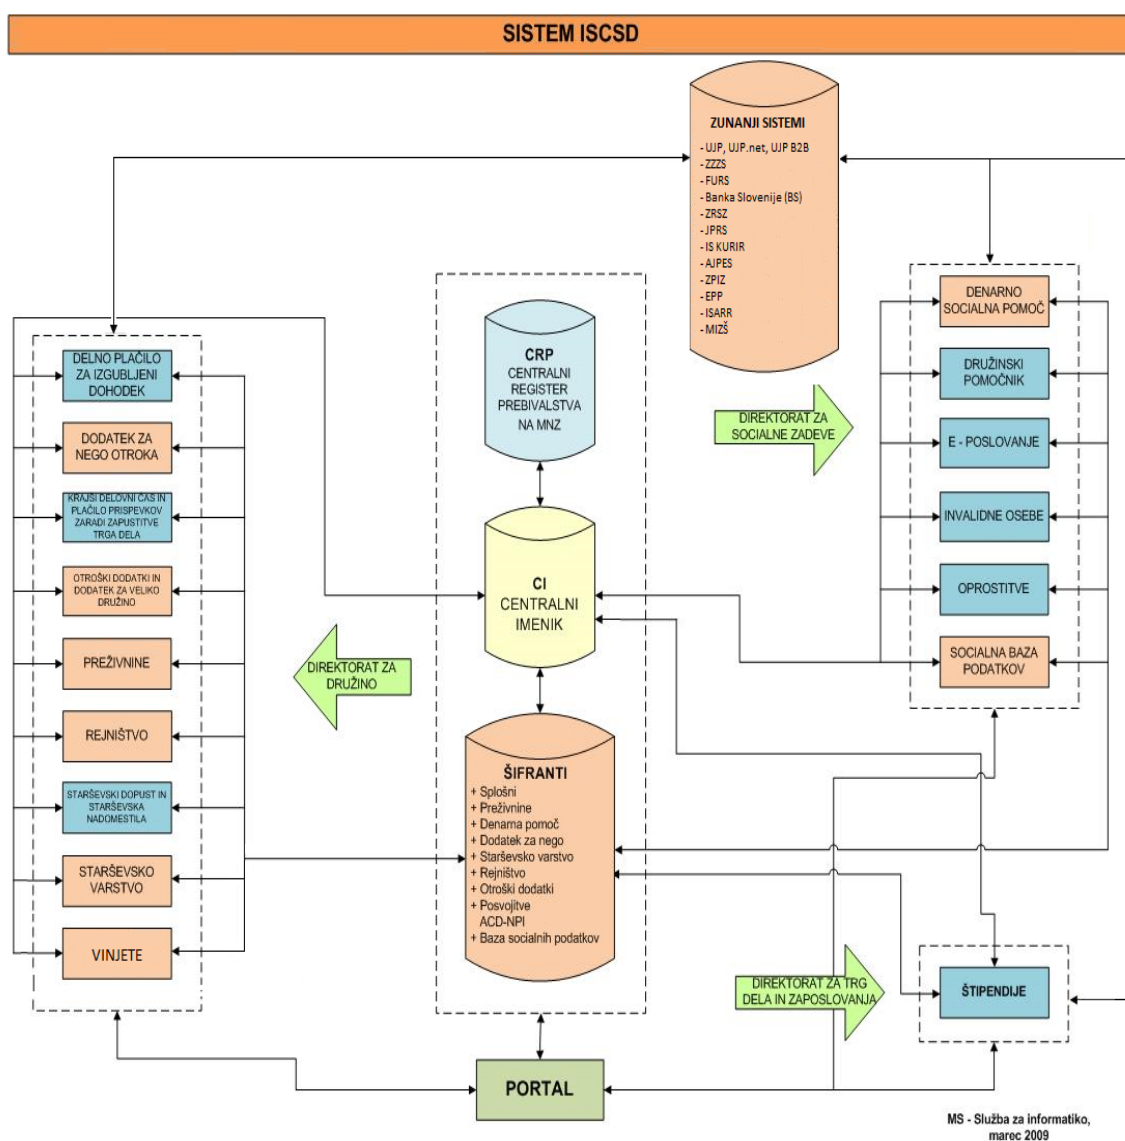 SISTEM ISCSD
ZUNANJI SISTEMI
- UJP, UJP.net, UJP B2B
- ZZZS
- FURS
- Banka Slovenije (BS)
- ZRSZ
- JPRS
- IS KURIR
- AJPES
- ZPIZ
- EPP
- ISARR
- MIZŠ
CRP
CENTRALNI
REGISTER
PREBIVALSTVA
NA MNZ
CI
CENTRALNI
IMENIK
ŠIFRANTI
+ Splošni
+ Preživnine
+ Denarna pomoč
+ Dodatek za nego
+ Starševsko varstvo
+ Rejništvo
+ Otroški dodatki
+ Posvojitve
ACD-NPI
+ Baza socialnih podatkov
DELNO PLAČILO
ZA IZGUBLJENI
DOHODEK
DODATEK ZA
NEGO OTROKA
KRAJŠI DELOVNI ČAS IN
PLAČILO PRISPEVKOV
ZARADI ZAPUSTITVE
TRGA DELA
OTROŠKI DODATKI IN
DODATEK ZA VELIKO
DRUŽINO
PREŽIVNINE
REJNIŠTVO
STARŠEVSKI DOPUST IN
STARŠEVSKA
NADOMESTILA
STARŠEVSKO
VARSTVO
VINJETE
DIREKTORAT ZA
DRUŽINO
DIREKTORAT ZA
SOCIALNE ZADEVE
DENARNO
SOCIALNA POMOČ
DRUŽINSKI
POMOČNIK
E - POSLOVANJE
INVALIDNE OSEBE
OPROSTITVE
SOCIALNA BAZA
PODATKOV
DIREKTORAT ZA TRG
DELA IN ZAPOSLOVANJA
ŠTIPENDIJE
PORTAL
MS - Služba za informatiko,
marec 2009